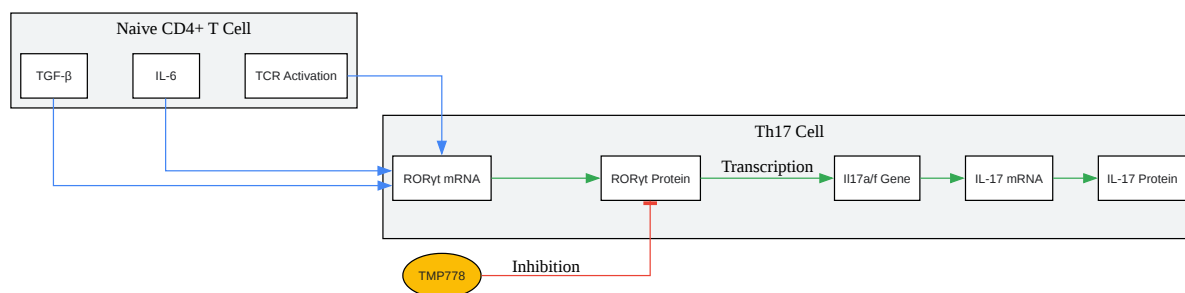 Naive CD4+ T Cell
TGF-β
IL-6
TCR Activation
Th17 Cell
RORγt mRNA
RORγt Protein
Transcription
Il17a/f Gene
IL-17 mRNA
IL-17 Protein
TMP778
Inhibition